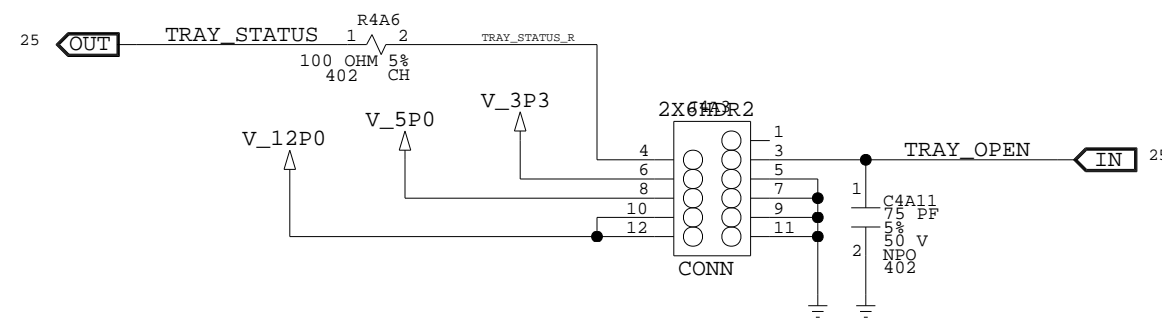 R4A6
25 OUT TRAY_STATUS 1 2 TRAY_STATUS_R
100 OHM 5%
402 CH
V_3P3
V_5P0
V_12P0
2X6HDR2
1
4 3 TRAY_OPEN IN 25
6 5
8 7
10 9
12 11
CONN
1 C4A11
75 PF
5%
50 V
2 NPO
402